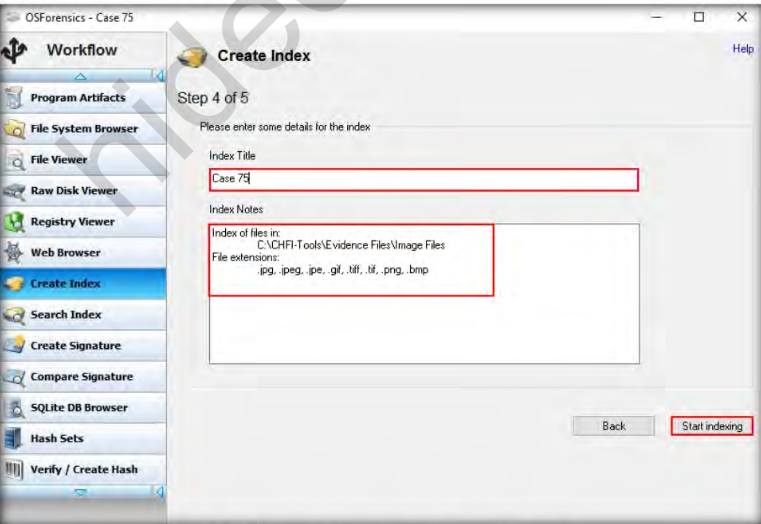 OSForensics - Case 75
Workflow
Program Artifacts
File System Browser
File Viewer
Raw Disk Viewer
Registry Viewer
Web Browser
Create Index
Search Index
Create Signature
Compare Signature
SQLite DB Browser
Hash Sets
Verify / Create Hash
Create Index
Help
Step 4 of 5
Please enter some details for the index
Index Title
Case 75
Index Notes
Index of files in:
C:\CHFI-Tools\Evidence Files\Image Files
File extensions:
.jpg, .jpeg, .jpe, .gif, .tiff, .tif, .png, .bmp
Back
Start indexing